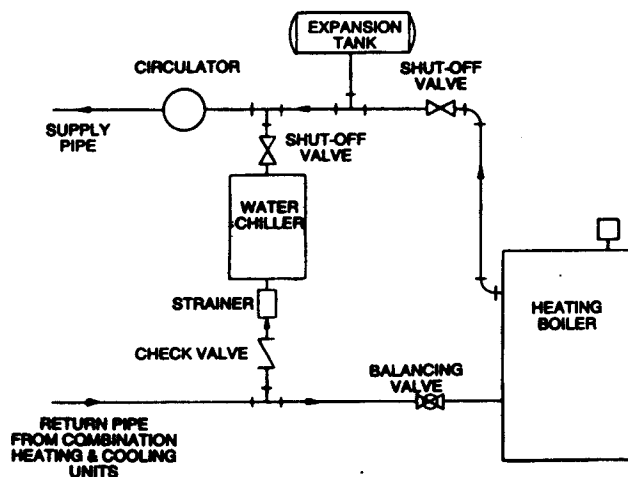 EXPANSION
TANK
CIRCULATOR
SHUT-OFF
VALVE
SUPPLY
PIPE
SHUT-OFF
VALVE
WATER
CHILLER
STRAINER
HEATING
BOILER
CHECK VALVE
BALANCING
VALVE
RETURN PIPE
FROM COMBINATION
HEATING & COOLING
UNITS